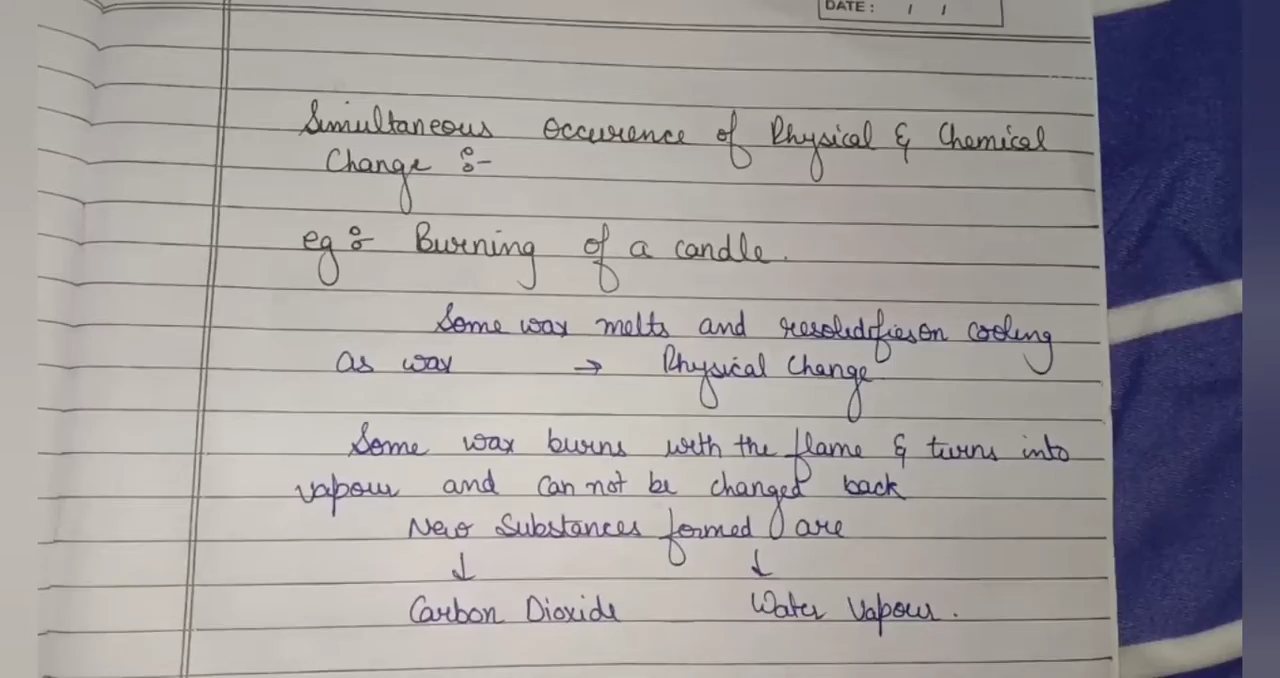 DATE: / /
Simultaneous Occurence of Physical & Chemical
Change :-
eg :- Burning of a candle.
Some wax melts and resolidifies on cooling
as wax → Physical Change
Some wax burns with the flame & turns into
vapour and can not be changed back
New Substances formed are
↓ ↓
Carbon Dioxide Water Vapour.